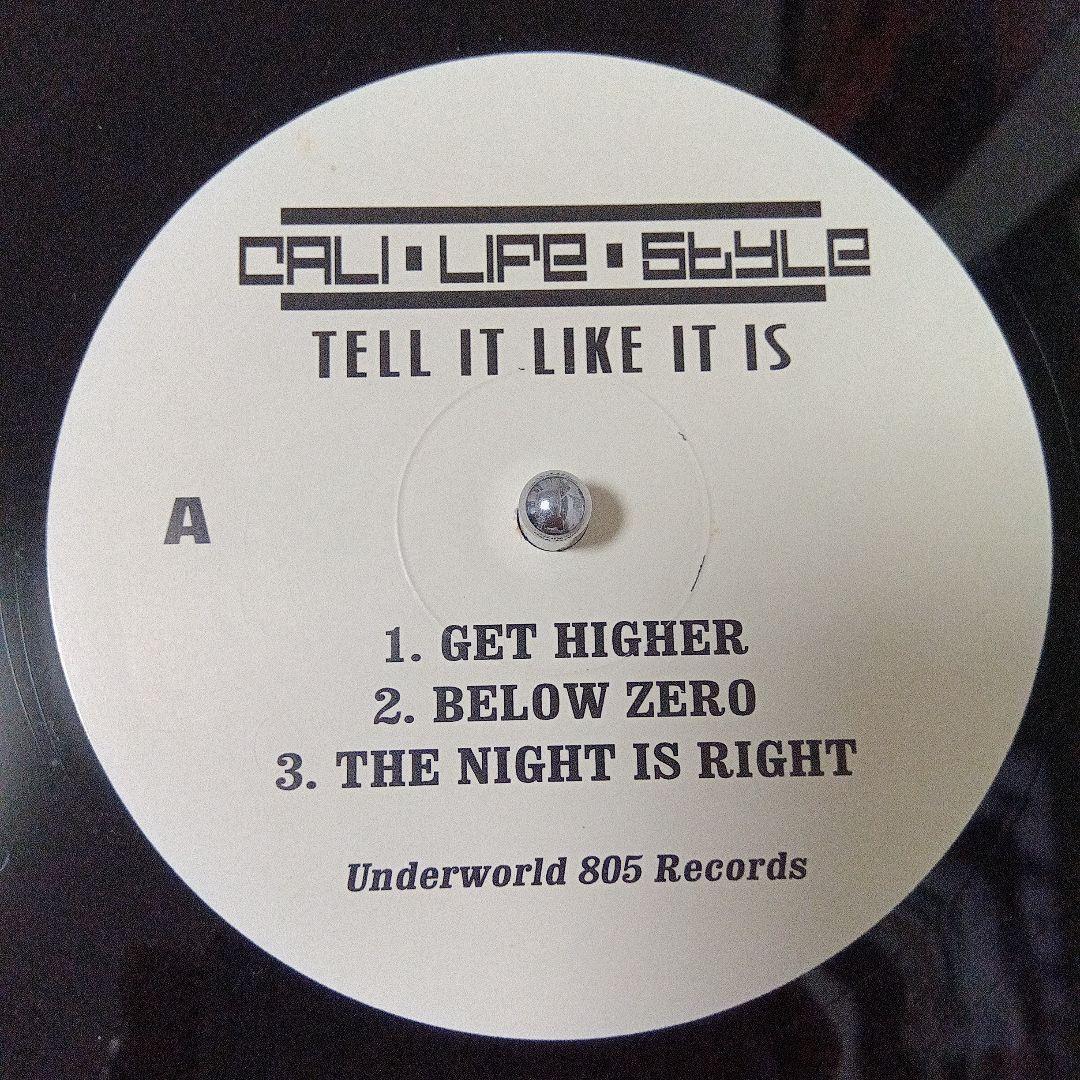 CALI▪LIFE▪StYLe
TELL IT LIKE IT IS
A
1. GET HIGHER
2. BELOW ZERO
3. THE NIGHT IS RIGHT
Underworld 805 Records